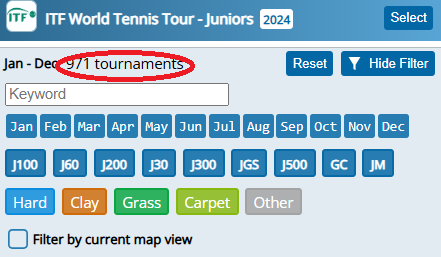 ITF ITF World Tennis Tour - Juniors 2024 Select
Jan - Dec: 971 tournaments Reset Hide Filter
Keyword
Jan Feb Mar Apr May Jun Jul Aug Sep Oct Nov Dec
J100 J60 J200 J30 J300 JGS J500 GC JM
Hard Clay Grass Carpet Other
Filter by current map view